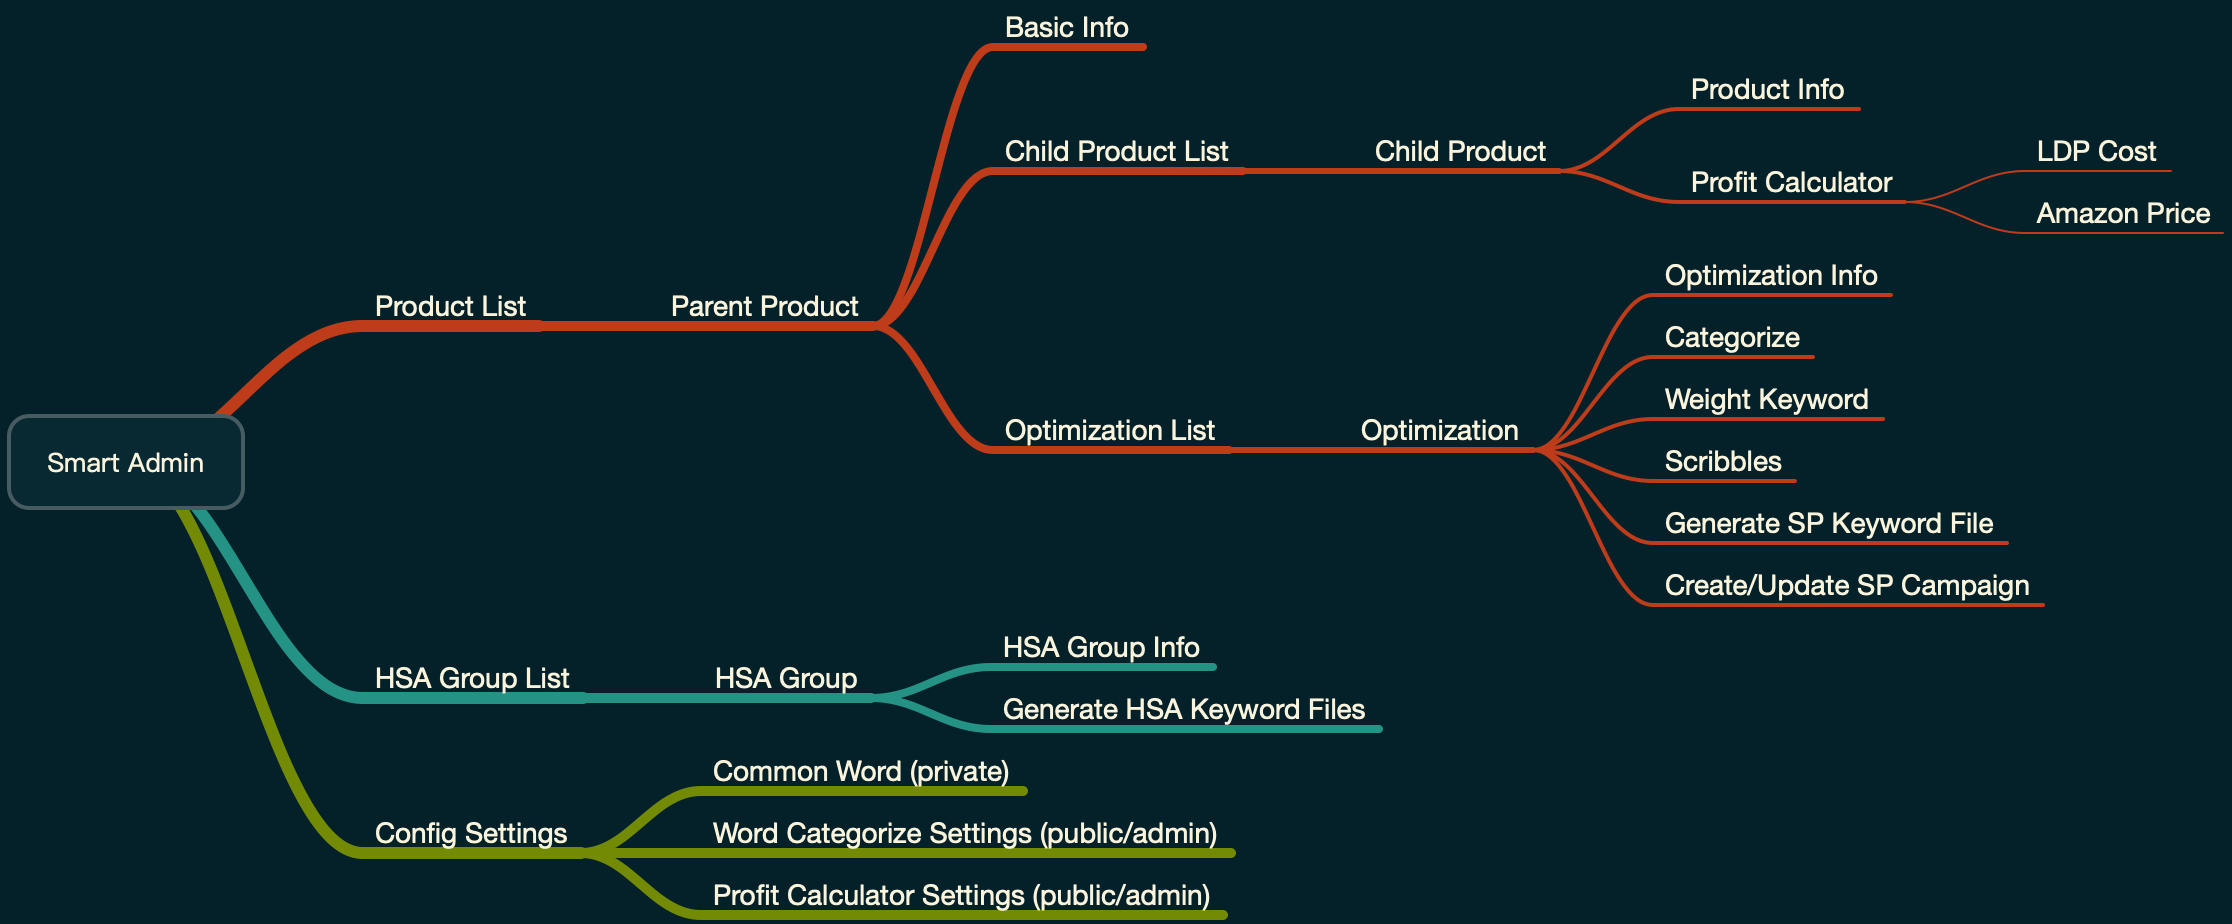 Smart Admin
Product List
Parent Product
Basic Info
Child Product List
Child Product
Product Info
Profit Calculator
LDP Cost
Amazon Price
Optimization List
Optimization
Optimization Info
Categorize
Weight Keyword
Scribbles
Generate SP Keyword File
Create/Update SP Campaign
HSA Group List
HSA Group
HSA Group Info
Generate HSA Keyword Files
Config Settings
Common Word (private)
Word Categorize Settings (public/admin)
Profit Calculator Settings (public/admin)